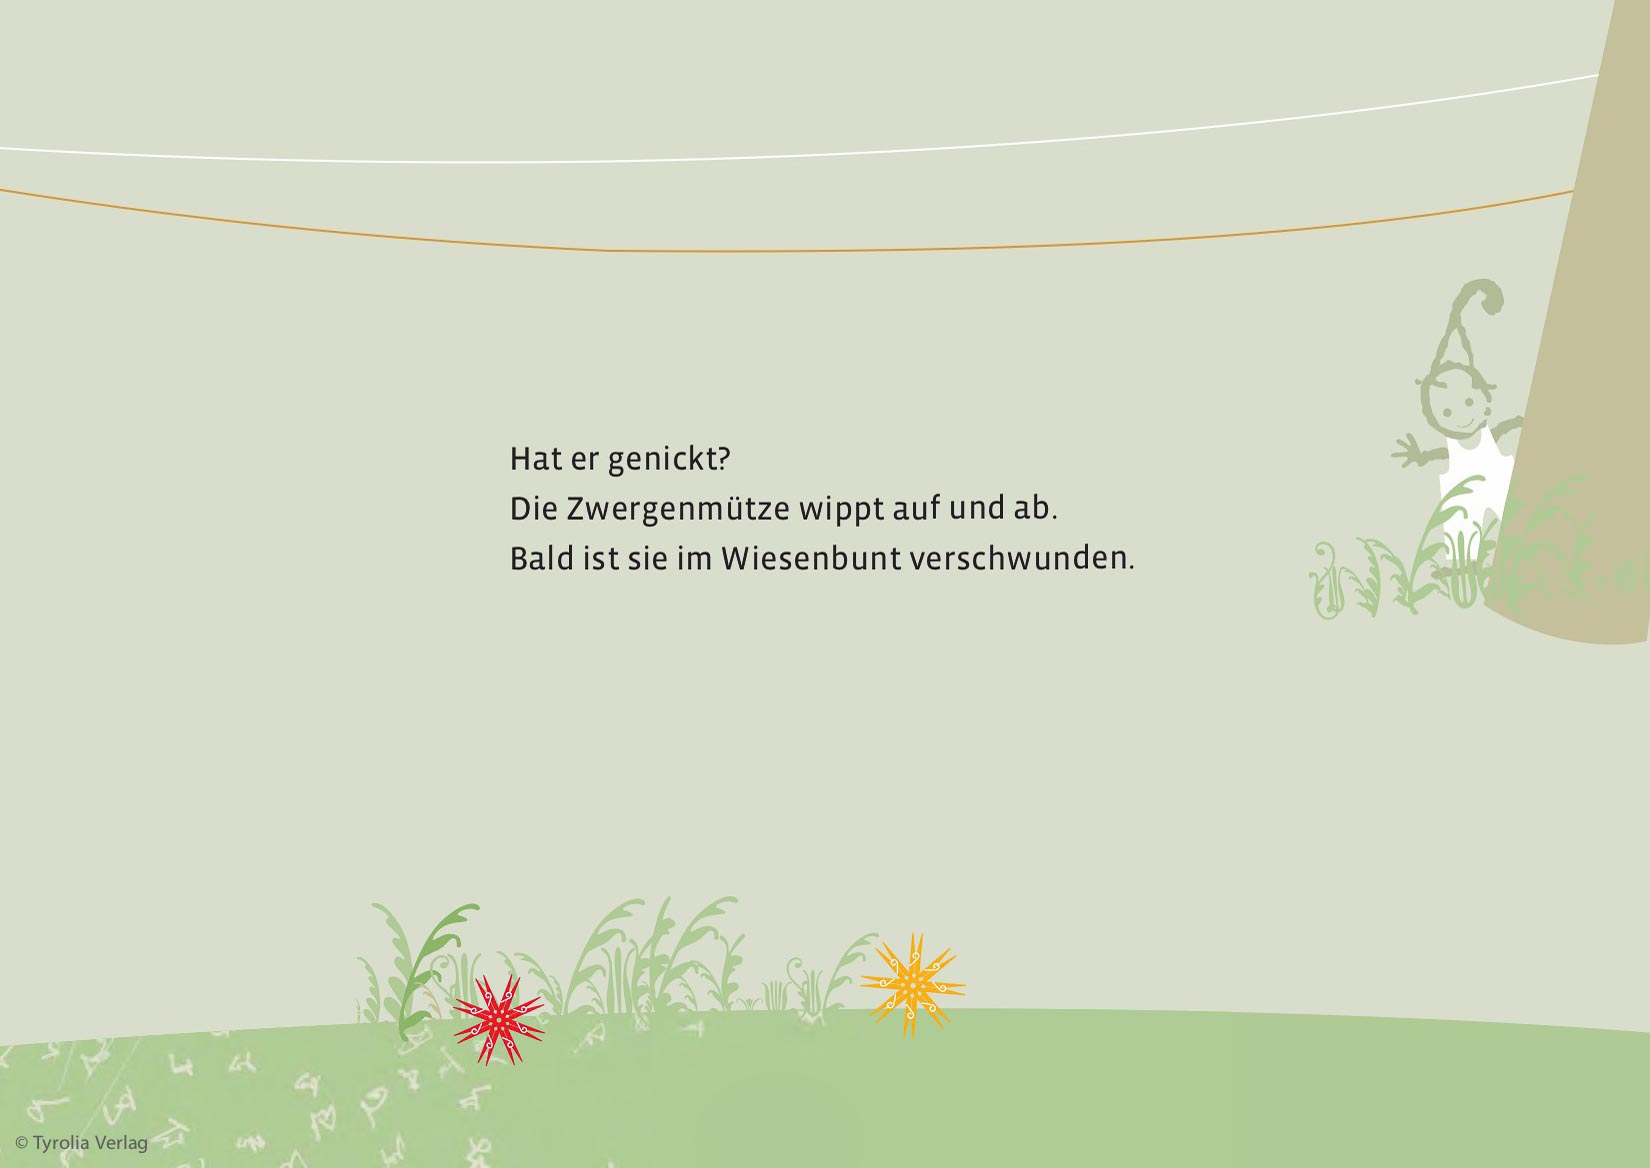 Hat er genickt?
Die Zwergenmütze wippt auf und ab.
Bald ist sie im Wiesenbunt verschwunden.
© Tyrolia Verlag